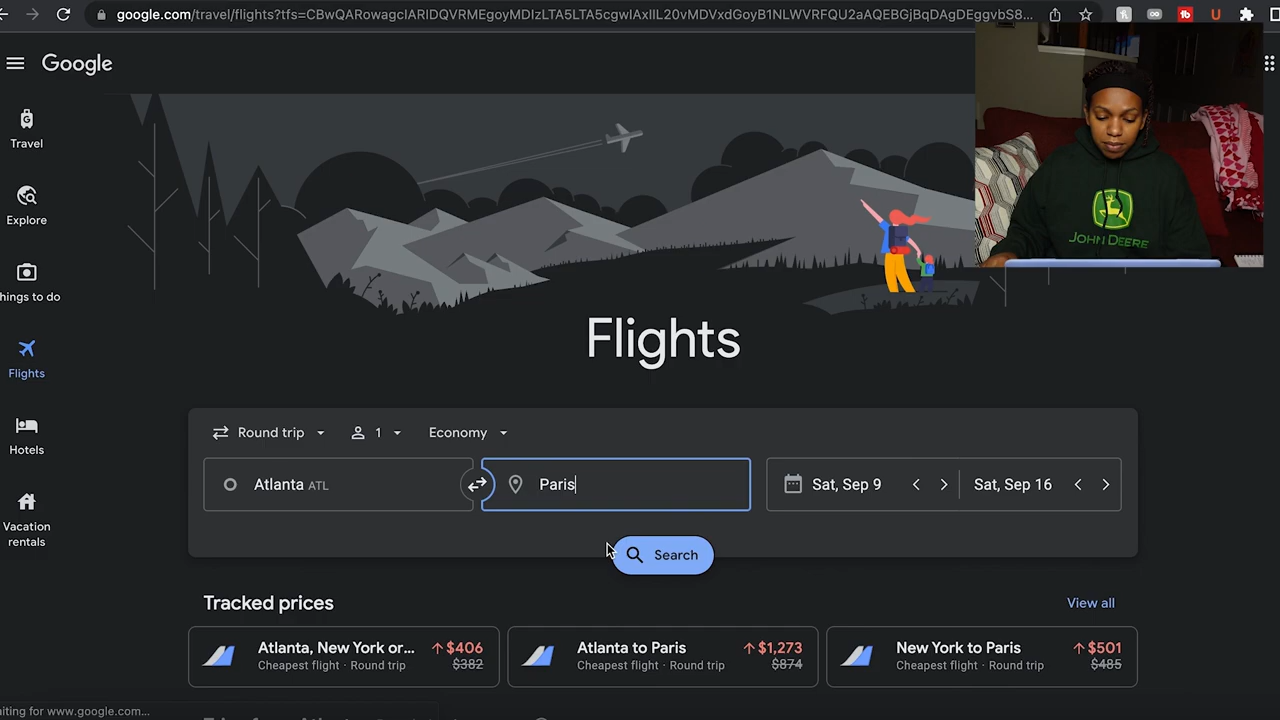 google.com/travel/flights?tfs=CBwQARowagcIARIDQVRMEgoyMDIzLTA5LTA5cgwIAxIIL20vMDVxdGoyB1NLWVRFQU2aAQEBGjBqDAgDEggvbS8...
Google
Travel
Explore
hings to do
Flights
Hotels
Vacation
rentals
JOHN DEERE
Flights
Round trip 1 Economy
Atlanta ATL Paris Sat, Sep 9 Sat, Sep 16
Search
Tracked prices View all
Atlanta, New York or... $406
Cheapest flight · Round trip $382
Atlanta to Paris $1,273
Cheapest flight · Round trip $874
New York to Paris $501
Cheapest flight · Round trip $485
aiting for www.google.com...